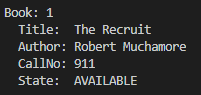 Book: 1
  Title:  The Recruit
  Author: Robert Muchamore
  CallNo: 911
  State:  AVAILABLE